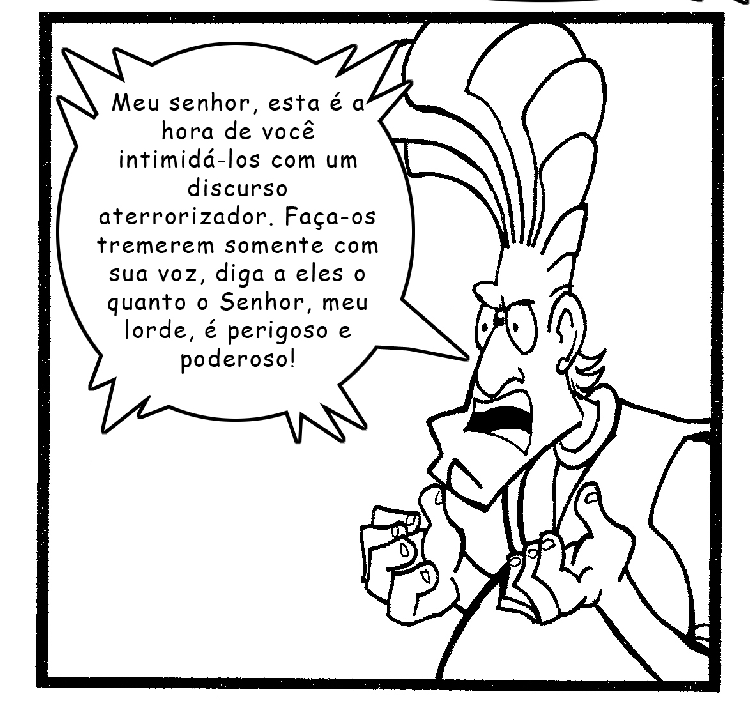 Meu senhor, esta é a
hora de você
intimidá-los com um
discurso
aterrorizador. Faça-os
tremerem somente com
sua voz, diga a eles o
quanto o Senhor, meu
lorde, é perigoso e
poderoso!